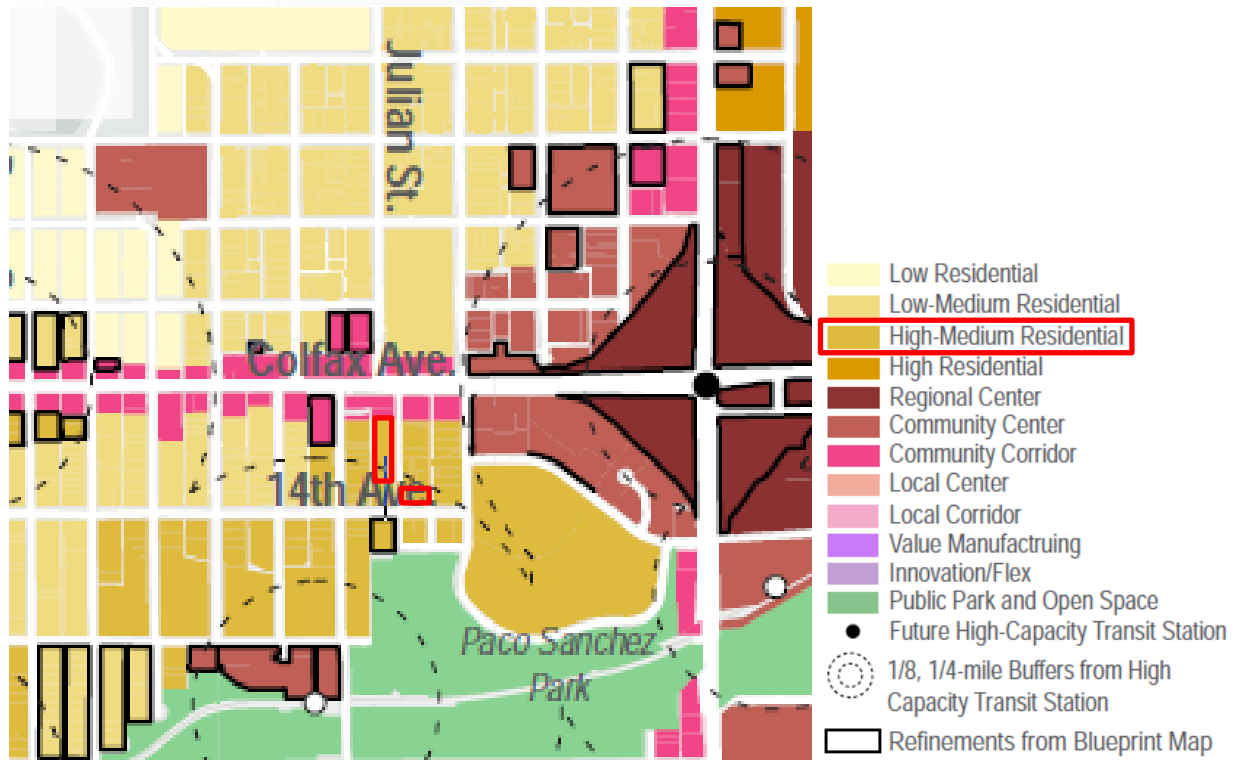 Julian St.
Colfax Ave.
14th Ave.
Paco Sanchez
Park
Low Residential
Low-Medium Residential
High-Medium Residential
High Residential
Regional Center
Community Center
Community Corridor
Local Center
Local Corridor
Value Manufactruing
Innovation/Flex
Public Park and Open Space
Future High-Capacity Transit Station
1/8, 1/4-mile Buffers from High
Capacity Transit Station
Refinements from Blueprint Map